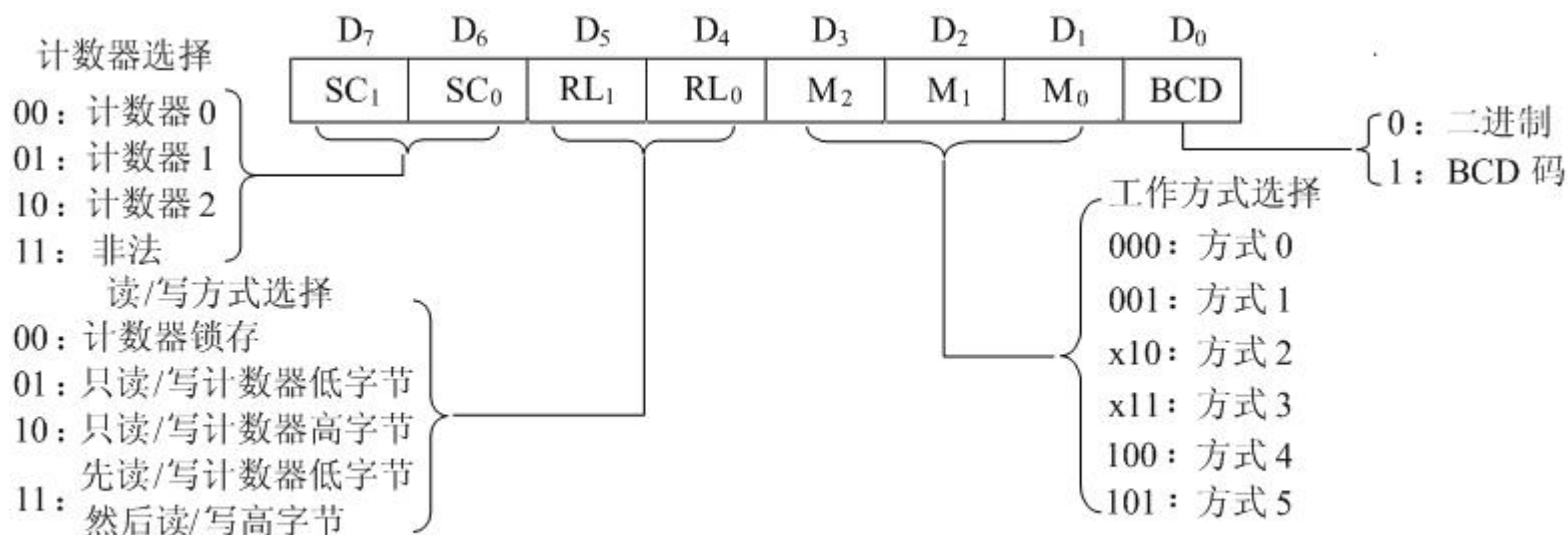 D₇ D₆ D₅ D₄ D₃ D₂ D₁ D₀
SC₁ SC₀ RL₁ RL₀ M₂ M₁ M₀ BCD
计数器选择
00：计数器 0
01：计数器 1
10：计数器 2
11：非法
读/写方式选择
00：计数器锁存
01：只读/写计数器低字节
10：只读/写计数器高字节
11：先读/写计数器低字节
然后读/写高字节
工作方式选择
000：方式 0
001：方式 1
x10：方式 2
x11：方式 3
100：方式 4
101：方式 5
0：二进制
1：BCD 码